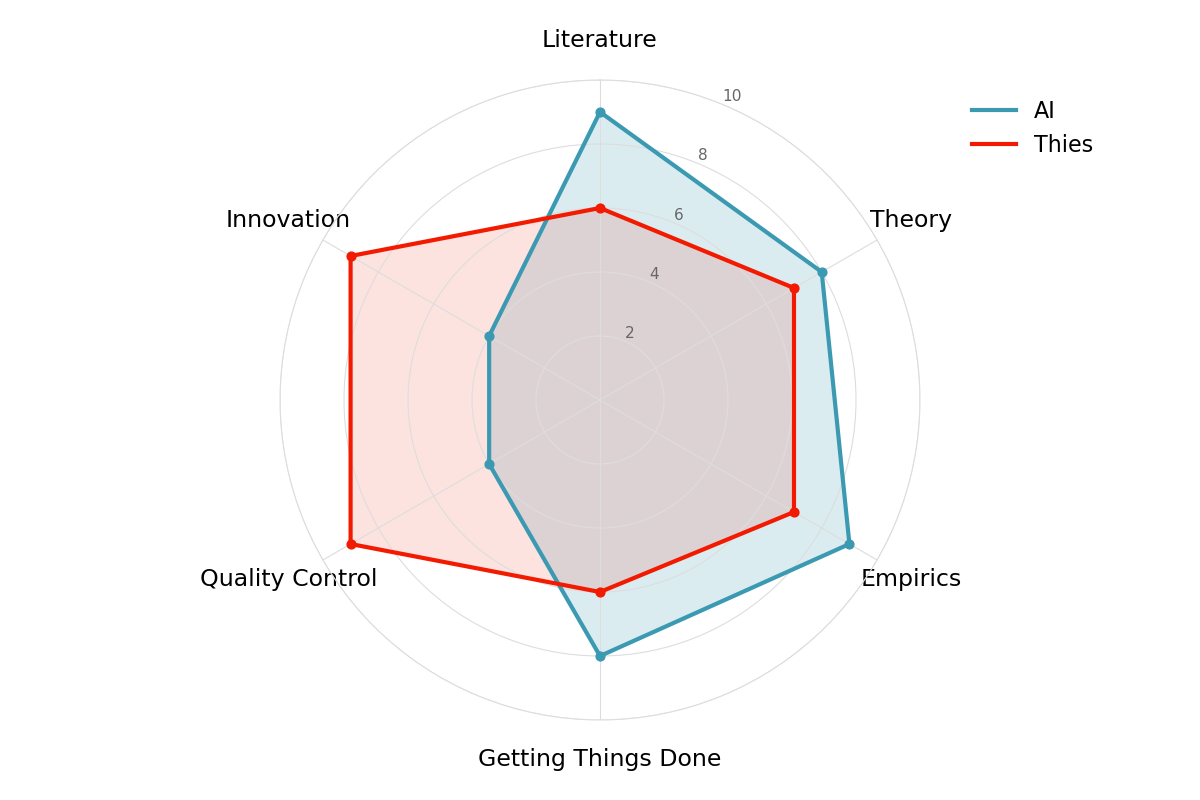 Literature
10
AI
Thies
8
Innovation
6
Theory
4
2
Quality Control
Empirics
Getting Things Done